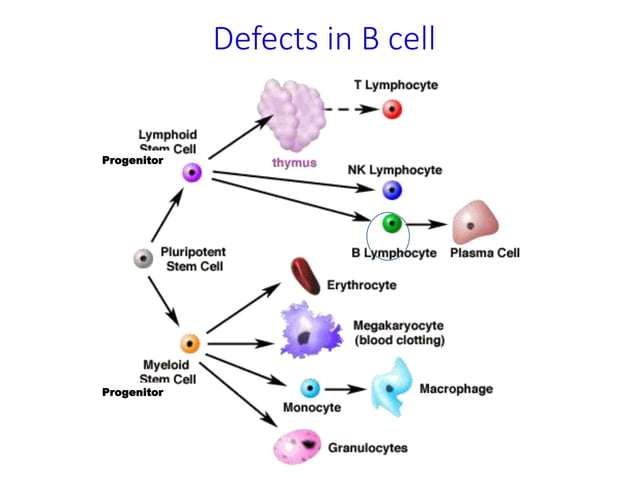 Defects in B cell
T Lymphocyte
Lymphoid
Stem Cell
Progenitor
thymus
NK Lymphocyte
B Lymphocyte
Plasma Cell
Pluripotent
Stem Cell
Erythrocyte
Megakaryocyte
(blood clotting)
Myeloid
Stem Cell
Progenitor
Macrophage
Monocyte
Granulocytes